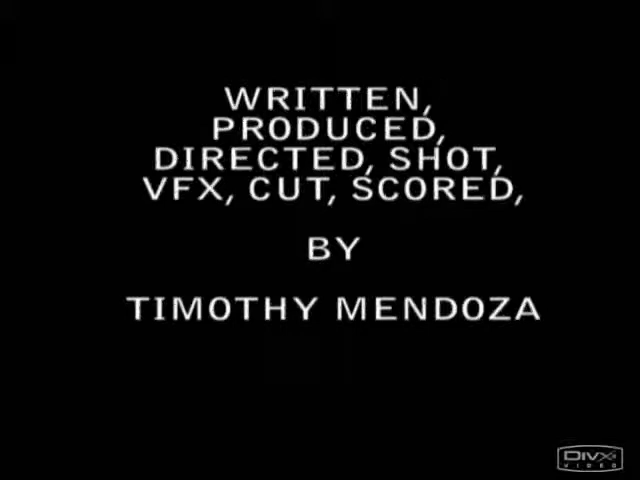 WRITTEN,
PRODUCED,
DIRECTED, SHOT,
VFX, CUT, SCORED,
BY
TIMOTHY MENDOZA
DIVX
VIDEO